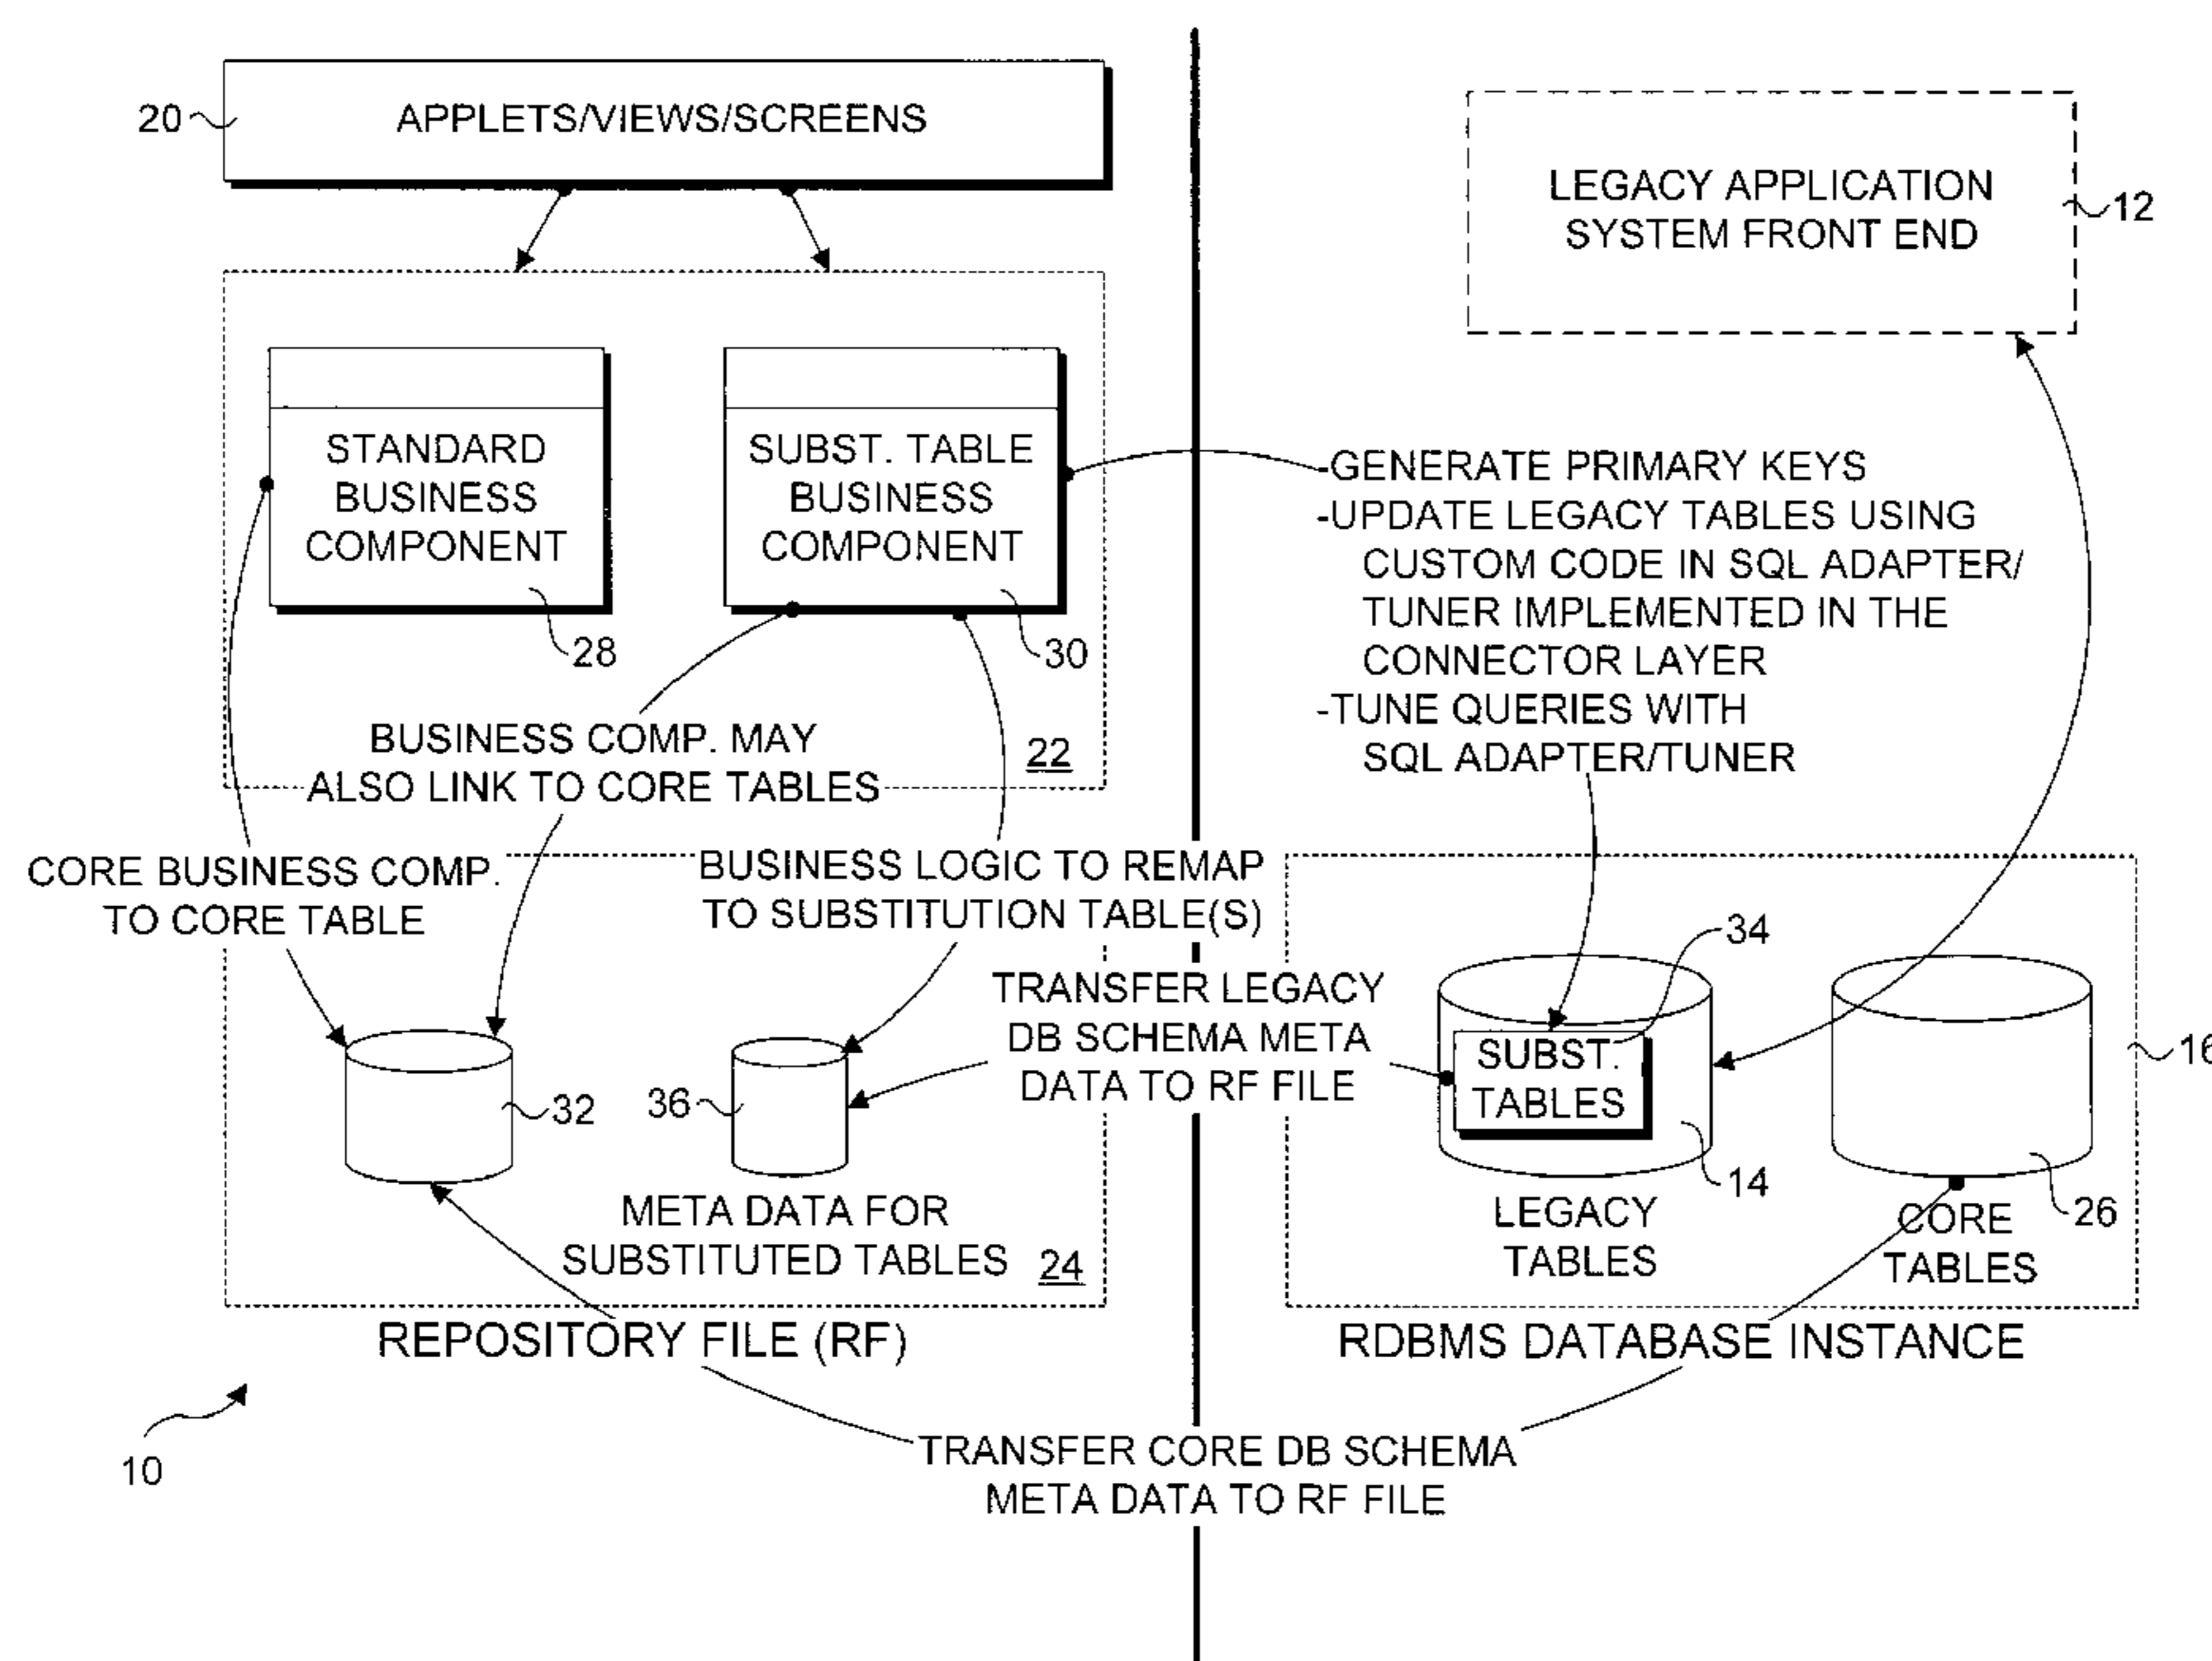 20
APPLETS/VIEWS/SCREENS
LEGACY APPLICATION
SYSTEM FRONT END
12
STANDARD
BUSINESS
COMPONENT
28
SUBST. TABLE
BUSINESS
COMPONENT
30
-GENERATE PRIMARY KEYS
-UPDATE LEGACY TABLES USING
CUSTOM CODE IN SQL ADAPTER/
TUNER IMPLEMENTED IN THE
CONNECTOR LAYER
-TUNE QUERIES WITH
SQL ADAPTER/TUNER
BUSINESS COMP. MAY
ALSO LINK TO CORE TABLES
22
CORE BUSINESS COMP.
TO CORE TABLE
BUSINESS LOGIC TO REMAP
TO SUBSTITUTION TABLE(S)
TRANSFER LEGACY
DB SCHEMA META
DATA TO RF FILE
34
SUBST.
TABLES
16
32
36
14
26
META DATA FOR
SUBSTITUTED TABLES
24
LEGACY
TABLES
CORE
TABLES
REPOSITORY FILE (RF)
RDBMS DATABASE INSTANCE
10
TRANSFER CORE DB SCHEMA
META DATA TO RF FILE